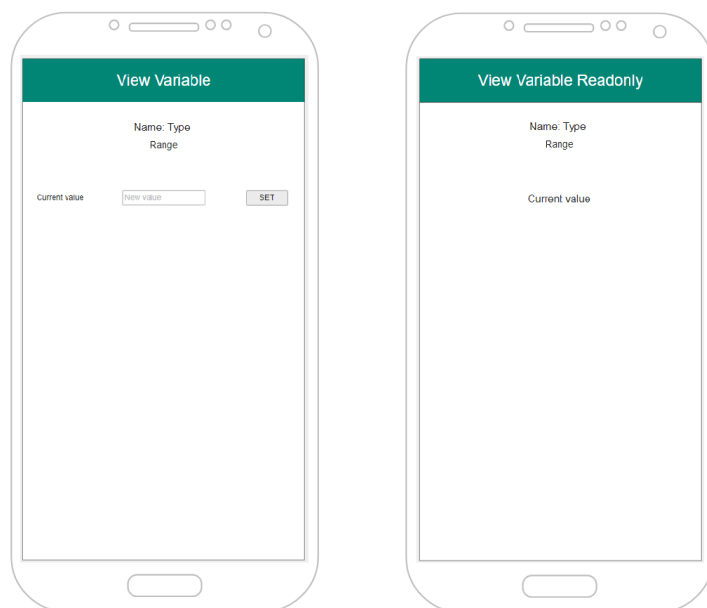 View Variable
Name: Type
Range
Current value New value SET
View Variable Readonly
Name: Type
Range
Current value